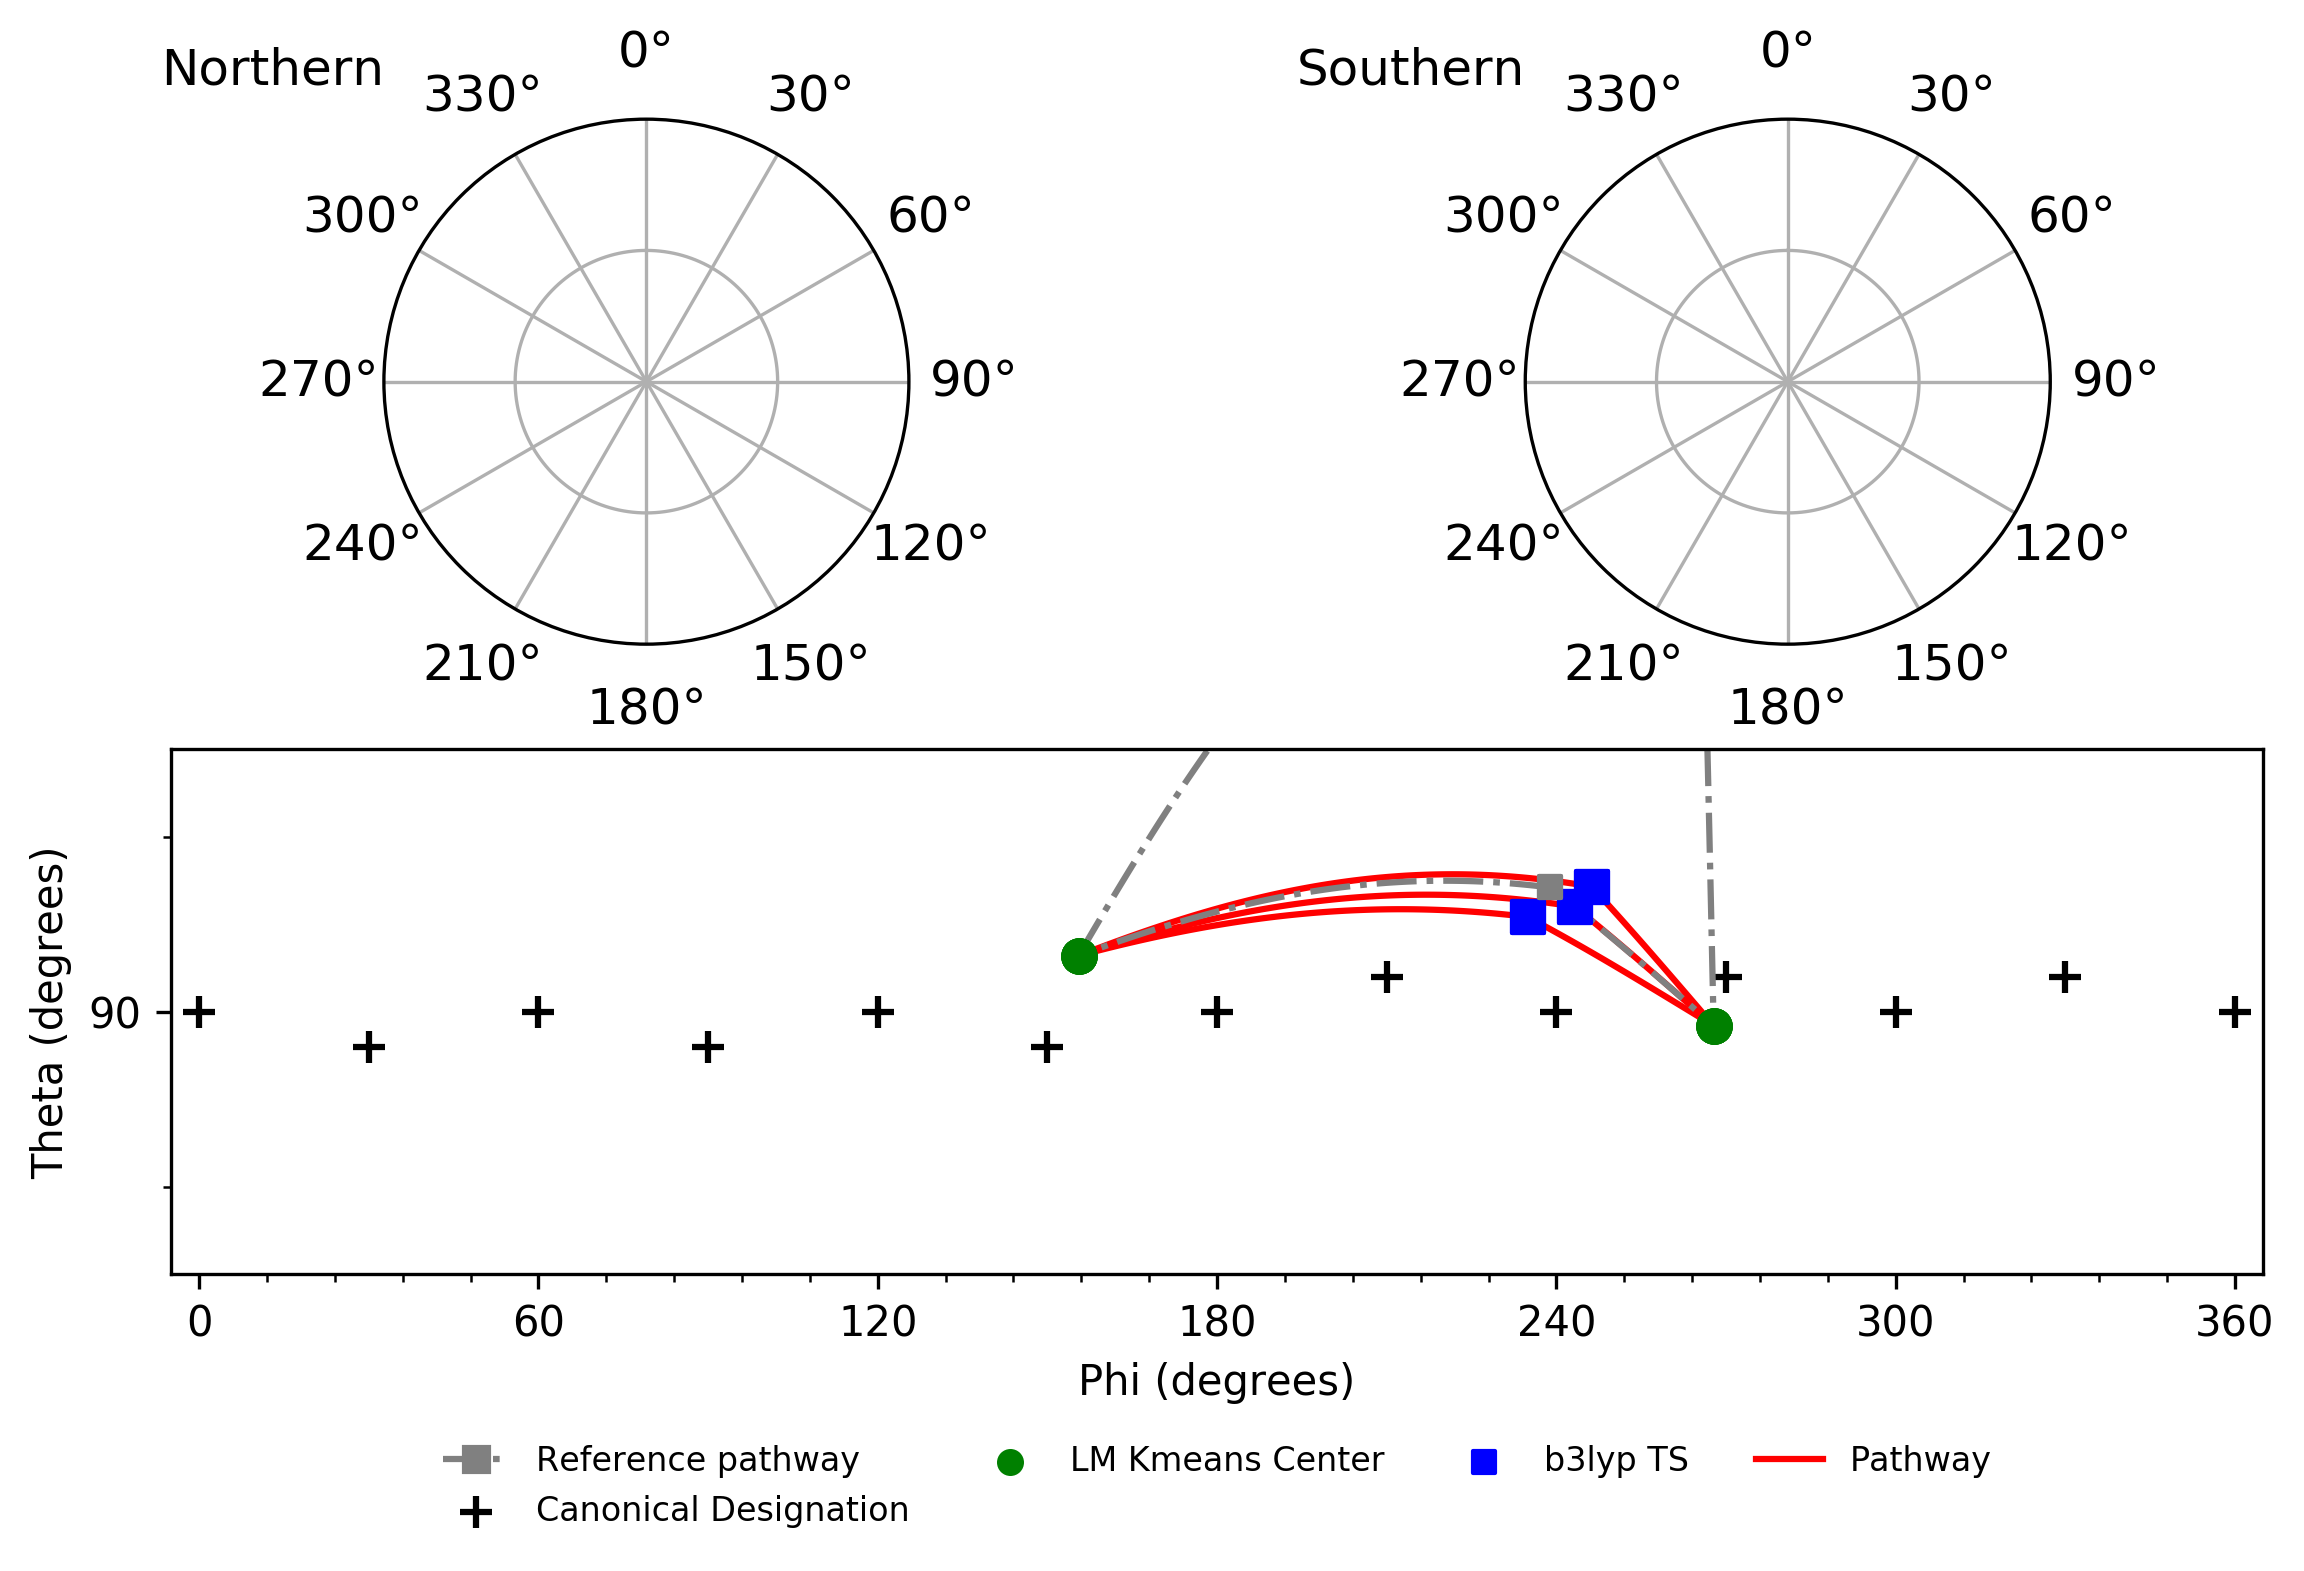 Northern
0°
330° 30°
300° 60°
270° 90°
240° 120°
210° 150°
180°
Southern
0°
330° 30°
300° 60°
270° 90°
240° 120°
210° 150°
180°
Theta (degrees)
90
0 60 120 180 240 300 360
Phi (degrees)
Reference pathway LM Kmeans Center b3lyp TS Pathway
Canonical Designation